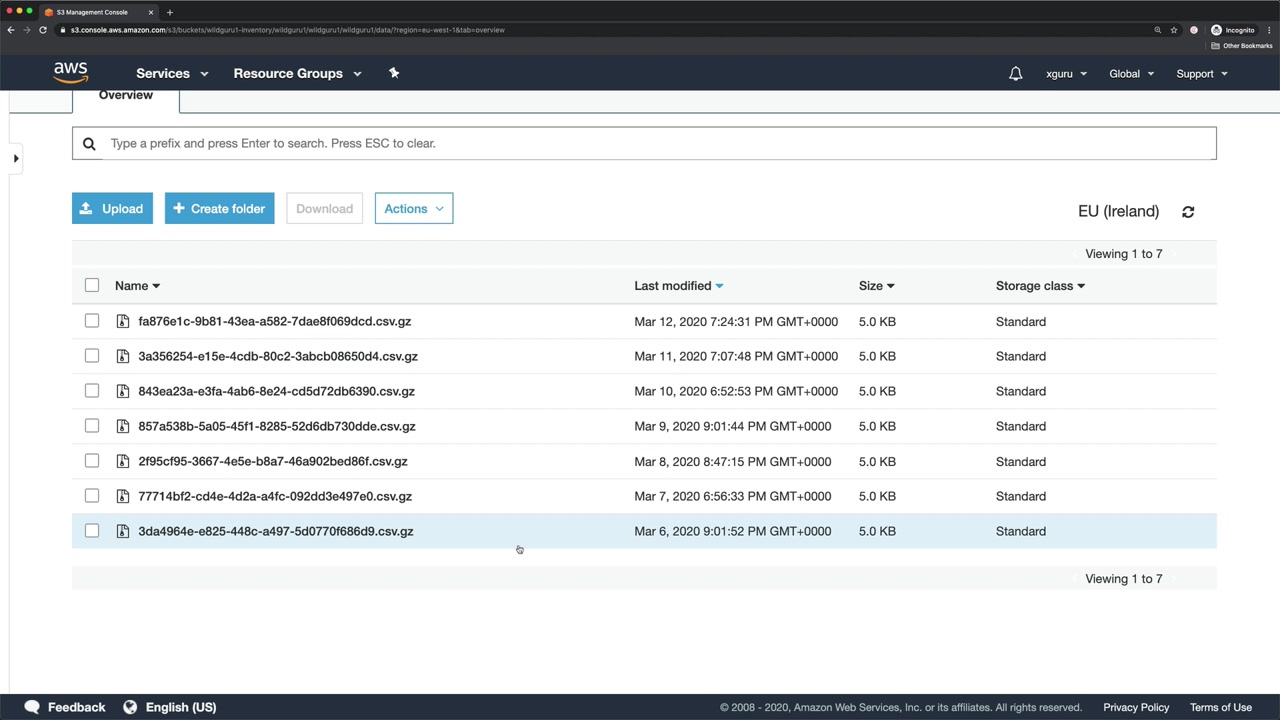 S3 Management Console
s3.console.aws.amazon.com/s3/buckets/wildguru1-inventory/wildguru1/wildguru1/wildguru1/data/?region=eu-west-1&tab=overview
Incognito
Other Bookmarks
aws Services Resource Groups xguru Global Support
Overview
Type a prefix and press Enter to search. Press ESC to clear.
Upload + Create folder Download Actions EU (Ireland)
Viewing 1 to 7
Name Last modified Size Storage class
fa876e1c-9b81-43ea-a582-7dae8f069dcd.csv.gz Mar 12, 2020 7:24:31 PM GMT+0000 5.0 KB Standard
3a356254-e15e-4cdb-80c2-3abcb08650d4.csv.gz Mar 11, 2020 7:07:48 PM GMT+0000 5.0 KB Standard
843ea23a-e3fa-4ab6-8e24-cd5d72db6390.csv.gz Mar 10, 2020 6:52:53 PM GMT+0000 5.0 KB Standard
857a538b-5a05-45f1-8285-52d6db730dde.csv.gz Mar 9, 2020 9:01:44 PM GMT+0000 5.0 KB Standard
2f95cf95-3667-4e5e-b8a7-46a902bed86f.csv.gz Mar 8, 2020 8:47:15 PM GMT+0000 5.0 KB Standard
77714bf2-cd4e-4d2a-a4fc-092dd3e497e0.csv.gz Mar 7, 2020 6:56:33 PM GMT+0000 5.0 KB Standard
3da4964e-e825-448c-a497-5d0770f686d9.csv.gz Mar 6, 2020 9:01:52 PM GMT+0000 5.0 KB Standard
Viewing 1 to 7
Feedback English (US) © 2008 - 2020, Amazon Web Services, Inc. or its affiliates. All rights reserved. Privacy Policy Terms of Use